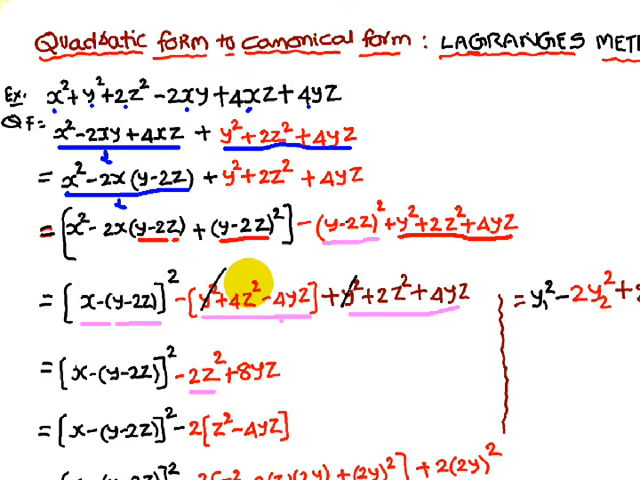 Quadratic form to canonical form : LAGRANGES
Ex:- x²+y²+2z²-2xy+4xz+4yz
QF = x²-2xy+4xz + y²+2z²+4yz
= x²-2x(y-2z) + y²+2z²+4yz
= [x²-2x(y-2z)+(y-2z)²] -(y-2z)²+y²+2z²+4yz
= [x-(y-2z)]² -[y²+4z²-4yz] +y²+2z²+4yz
= [x-(y-2z)]² -2z²+8yz
= [x-(y-2z)]² -2[z²-4yz]
= y₁²-2y₂²+